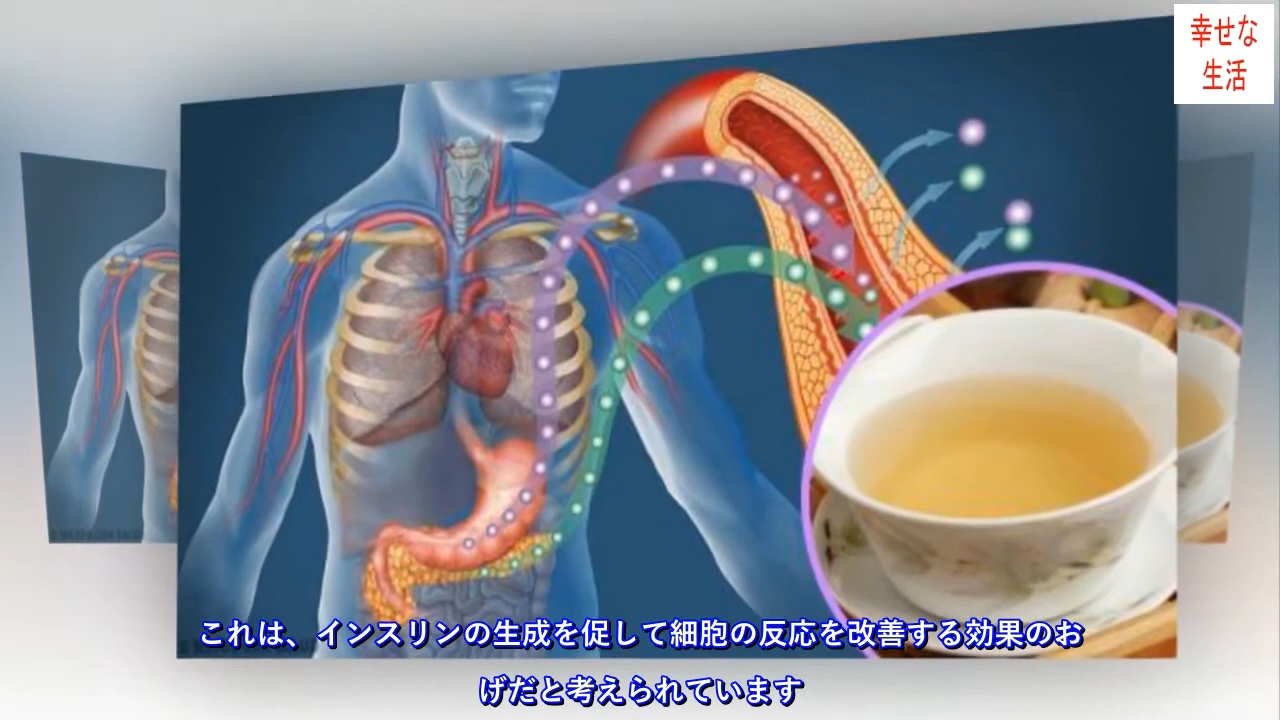 幸せな
生活
これは、インスリンの生成を促して細胞の反応を改善する効果のお
げだと考えられています